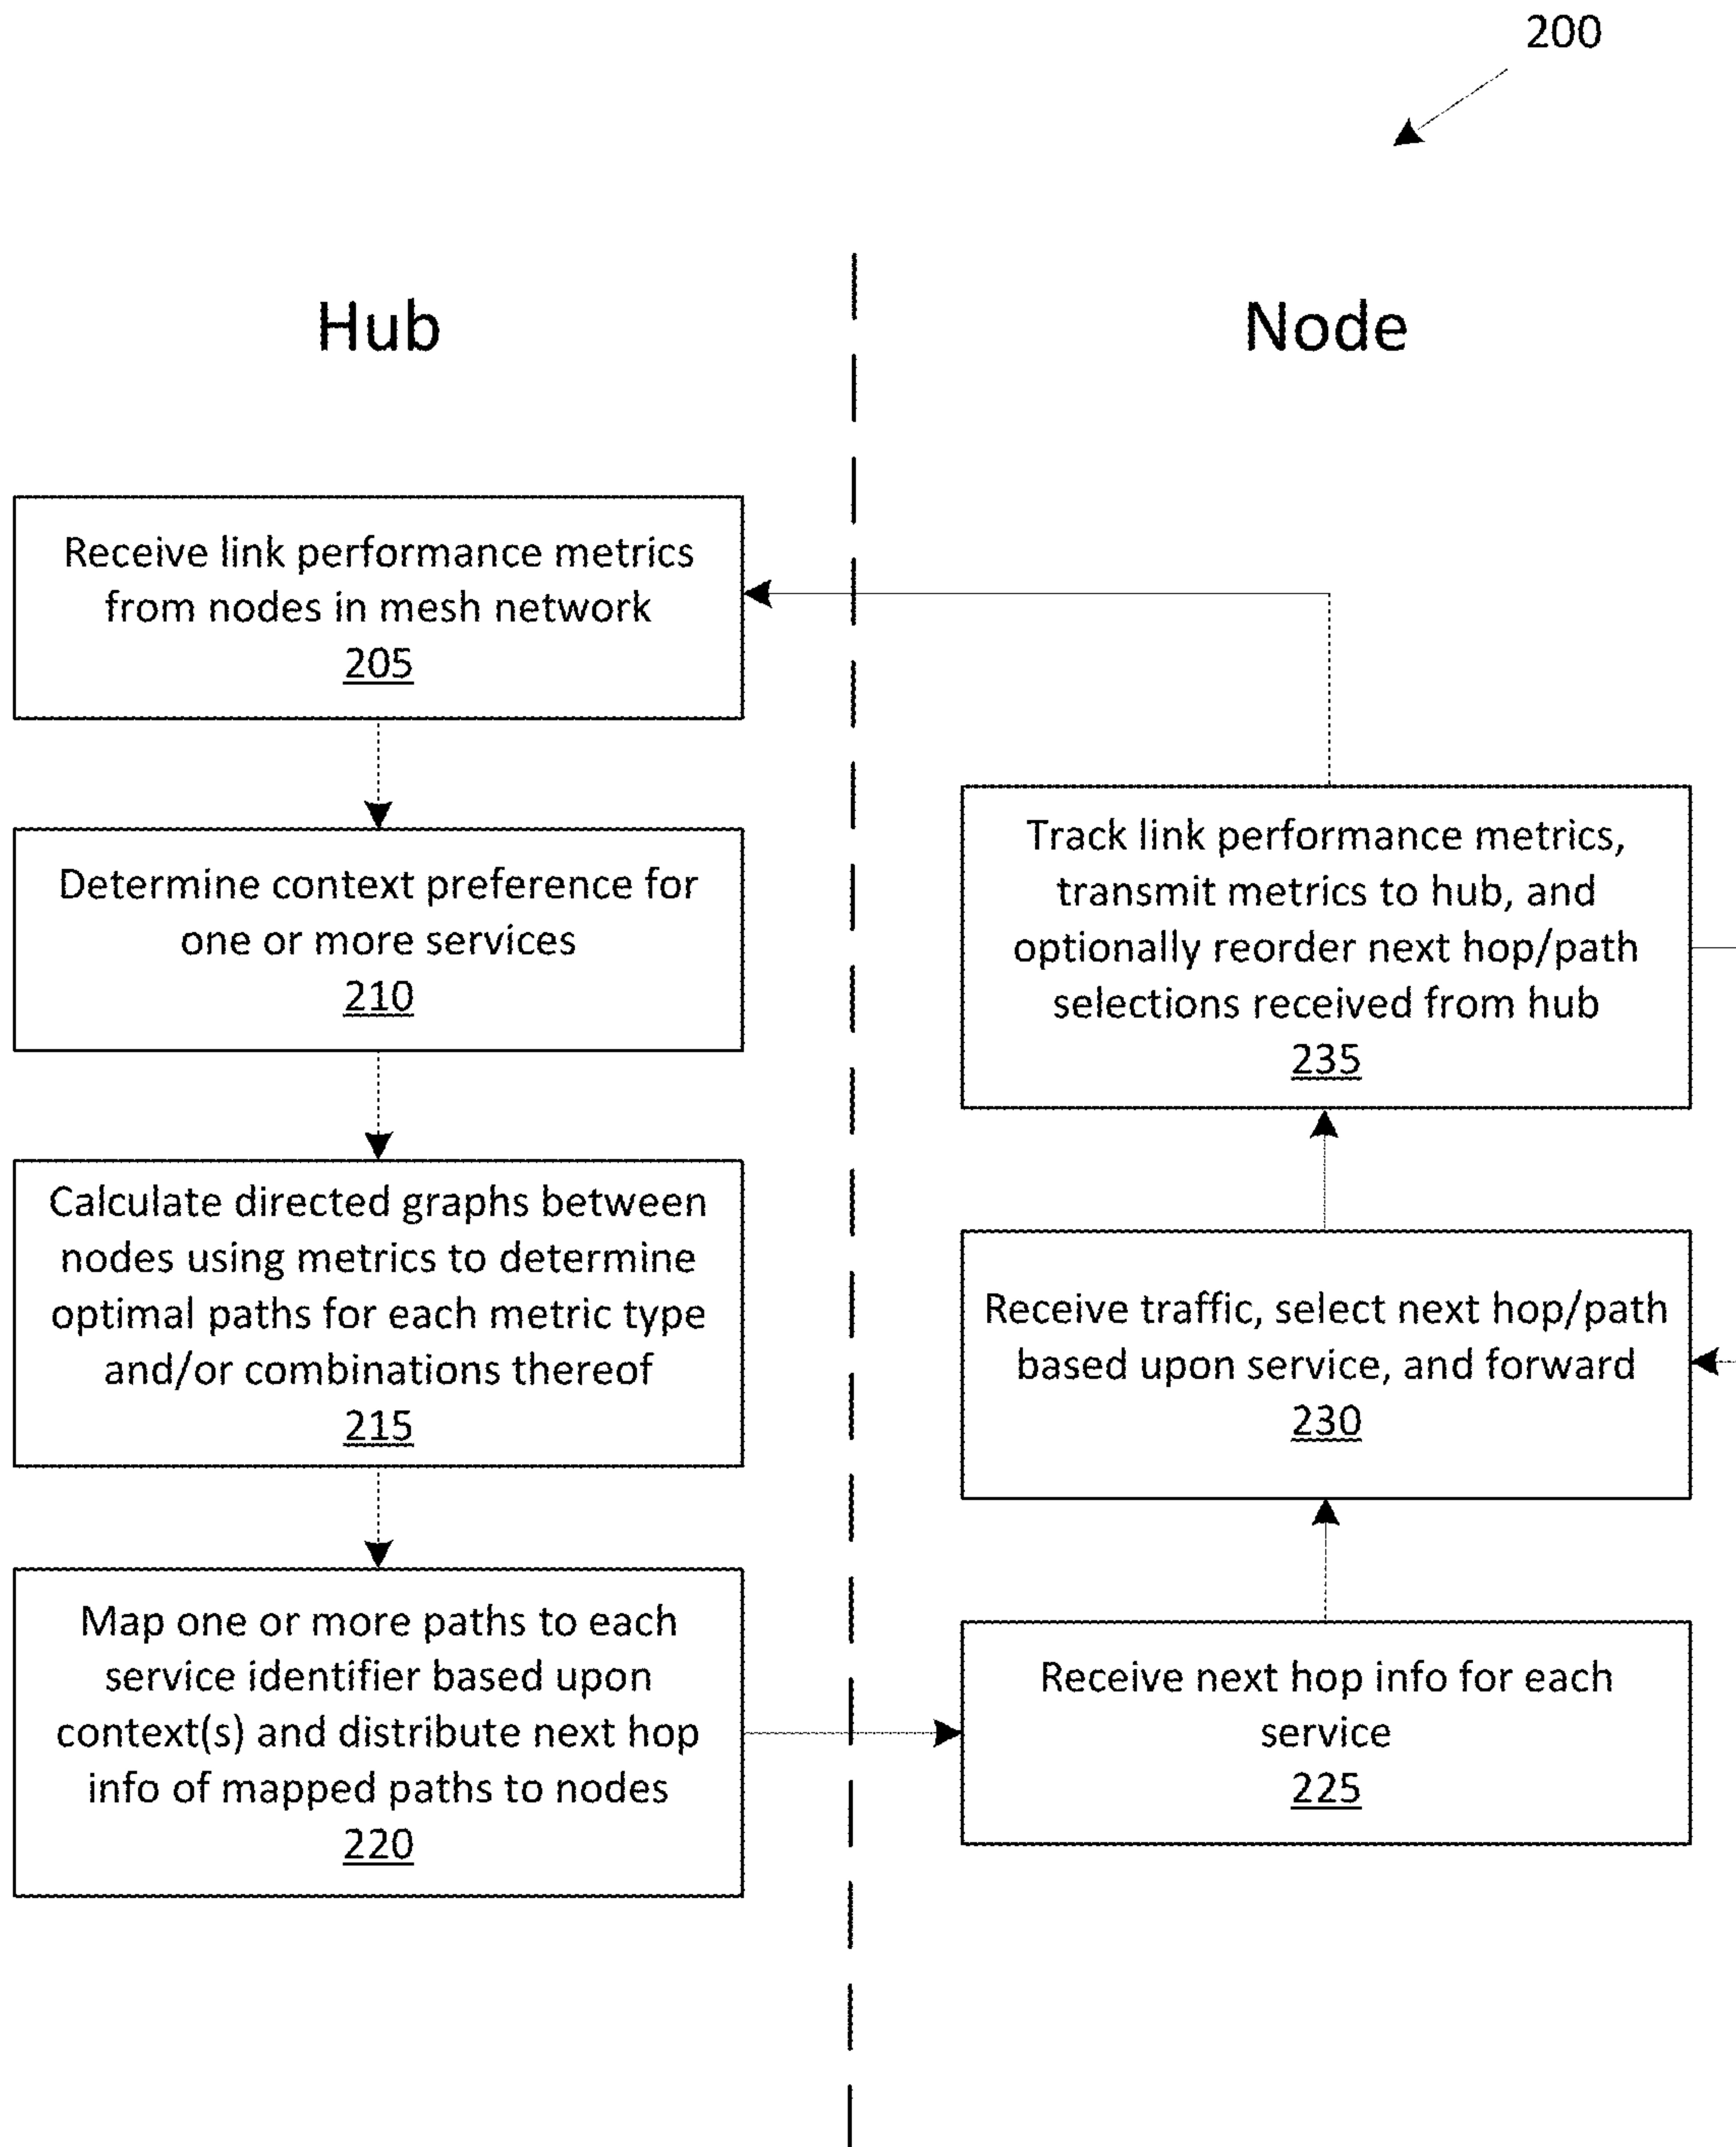 200
Hub
Node
Receive link performance metrics
from nodes in mesh network
205
Determine context preference for
one or more services
210
Calculate directed graphs between
nodes using metrics to determine
optimal paths for each metric type
and/or combinations thereof
215
Map one or more paths to each
service identifier based upon
context(s) and distribute next hop
info of mapped paths to nodes
220
Track link performance metrics,
transmit metrics to hub, and
optionally reorder next hop/path
selections received from hub
235
Receive traffic, select next hop/path
based upon service, and forward
230
Receive next hop info for each
service
225